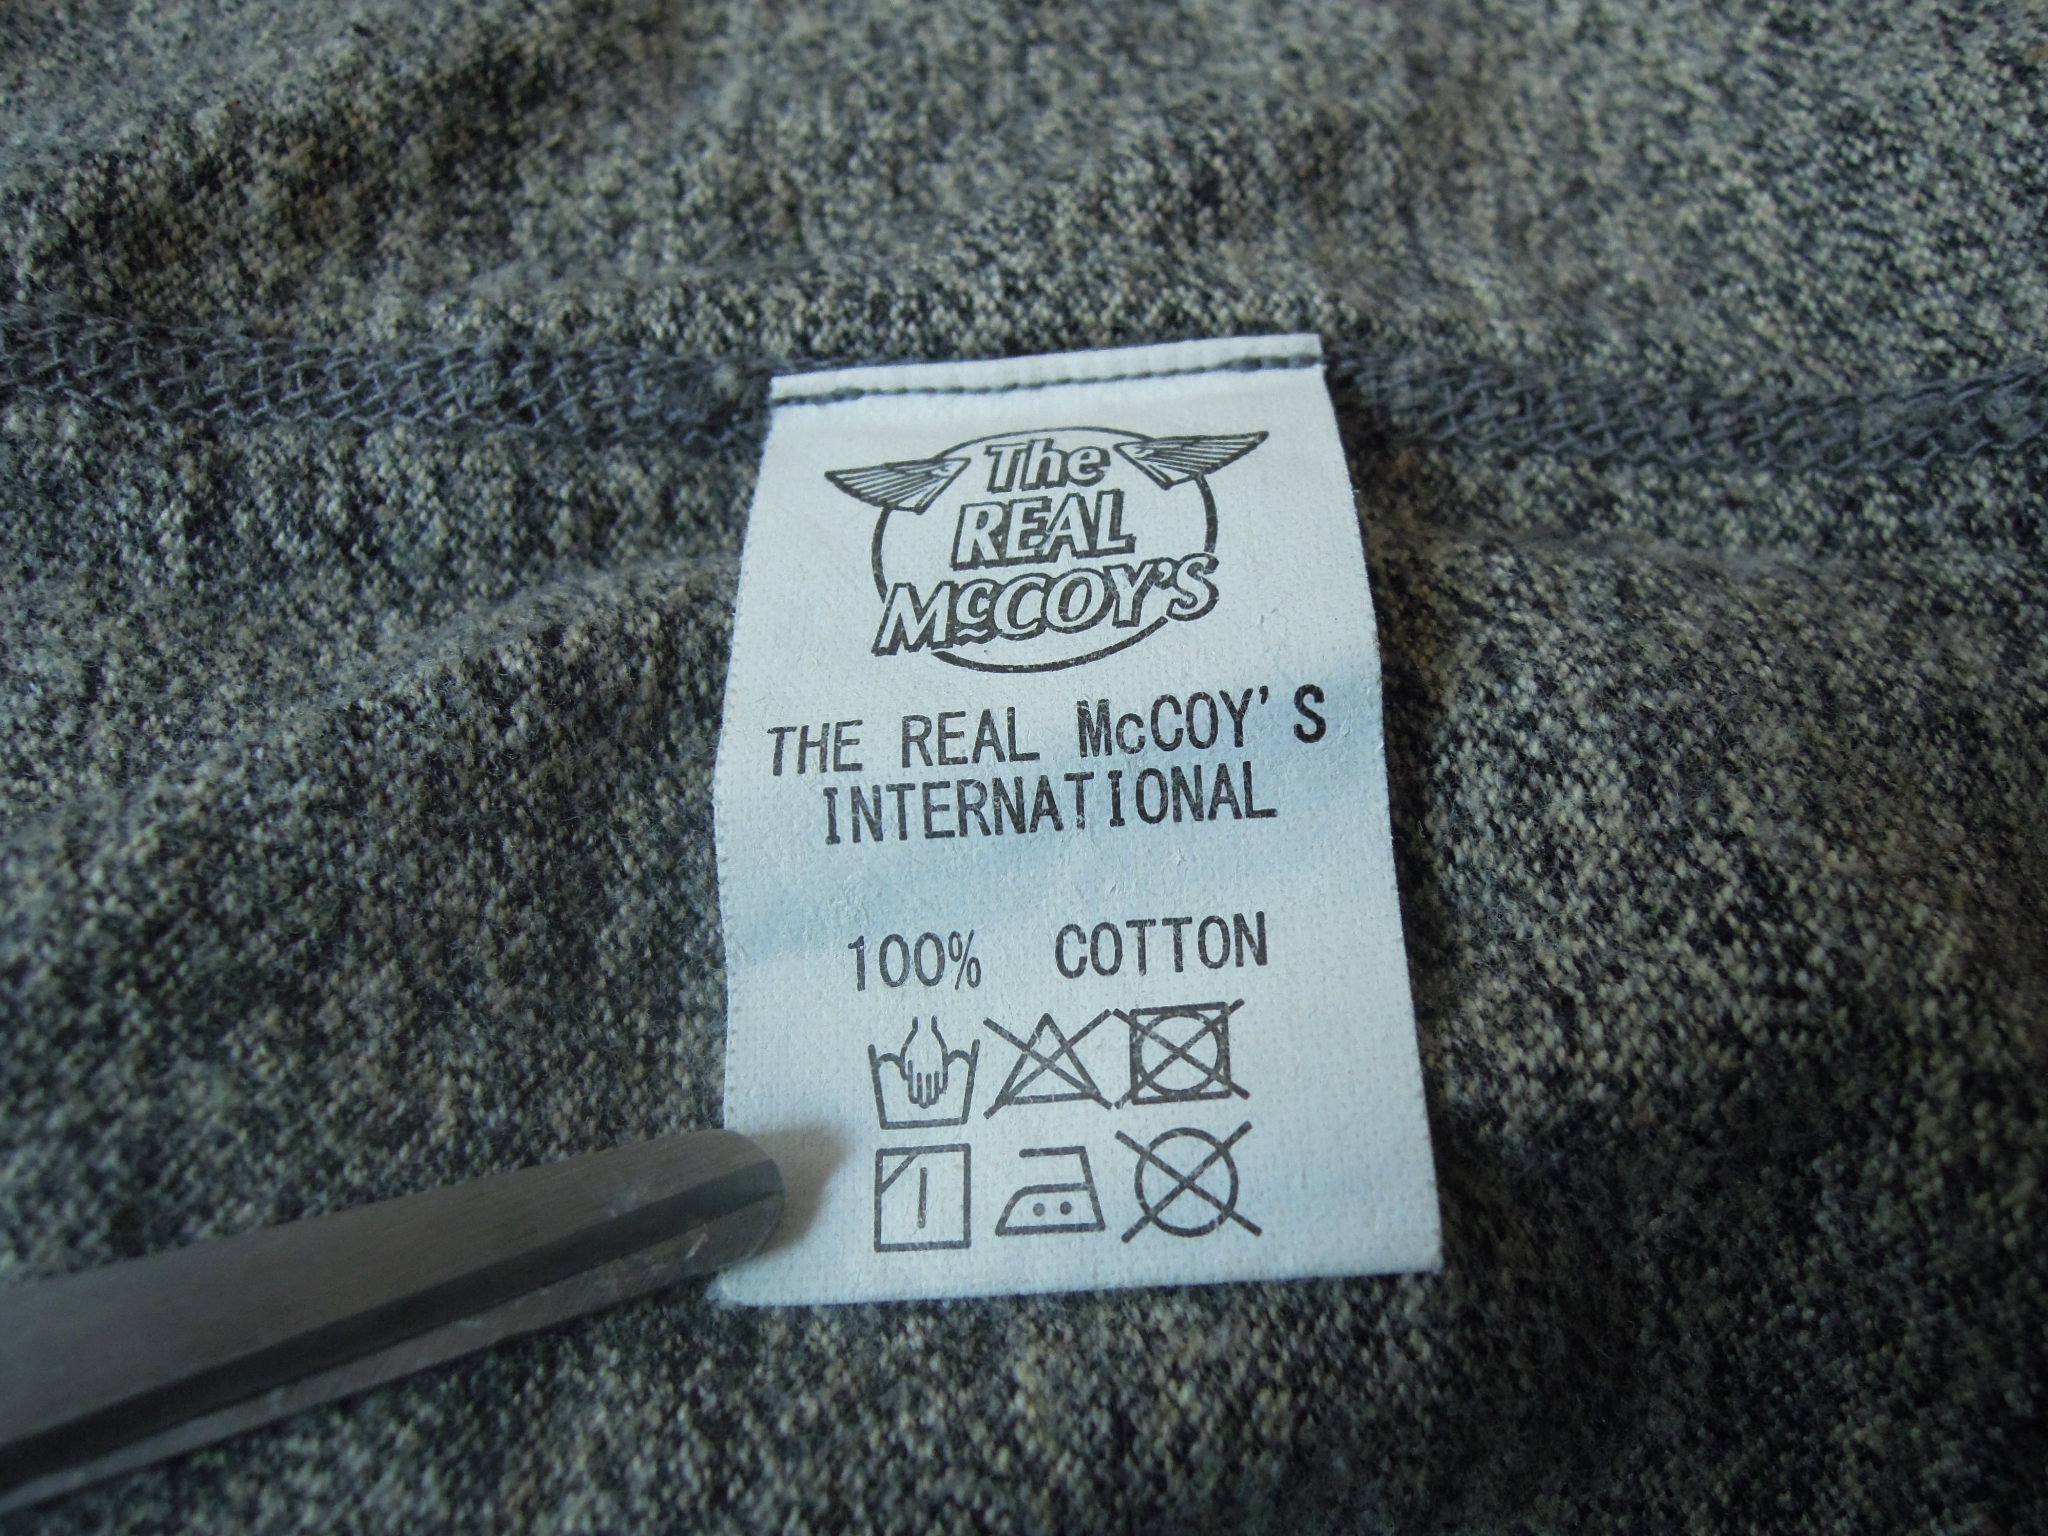 The
REAL
McCOY'S
THE REAL McCOY'S
INTERNATIONAL
100% COTTON